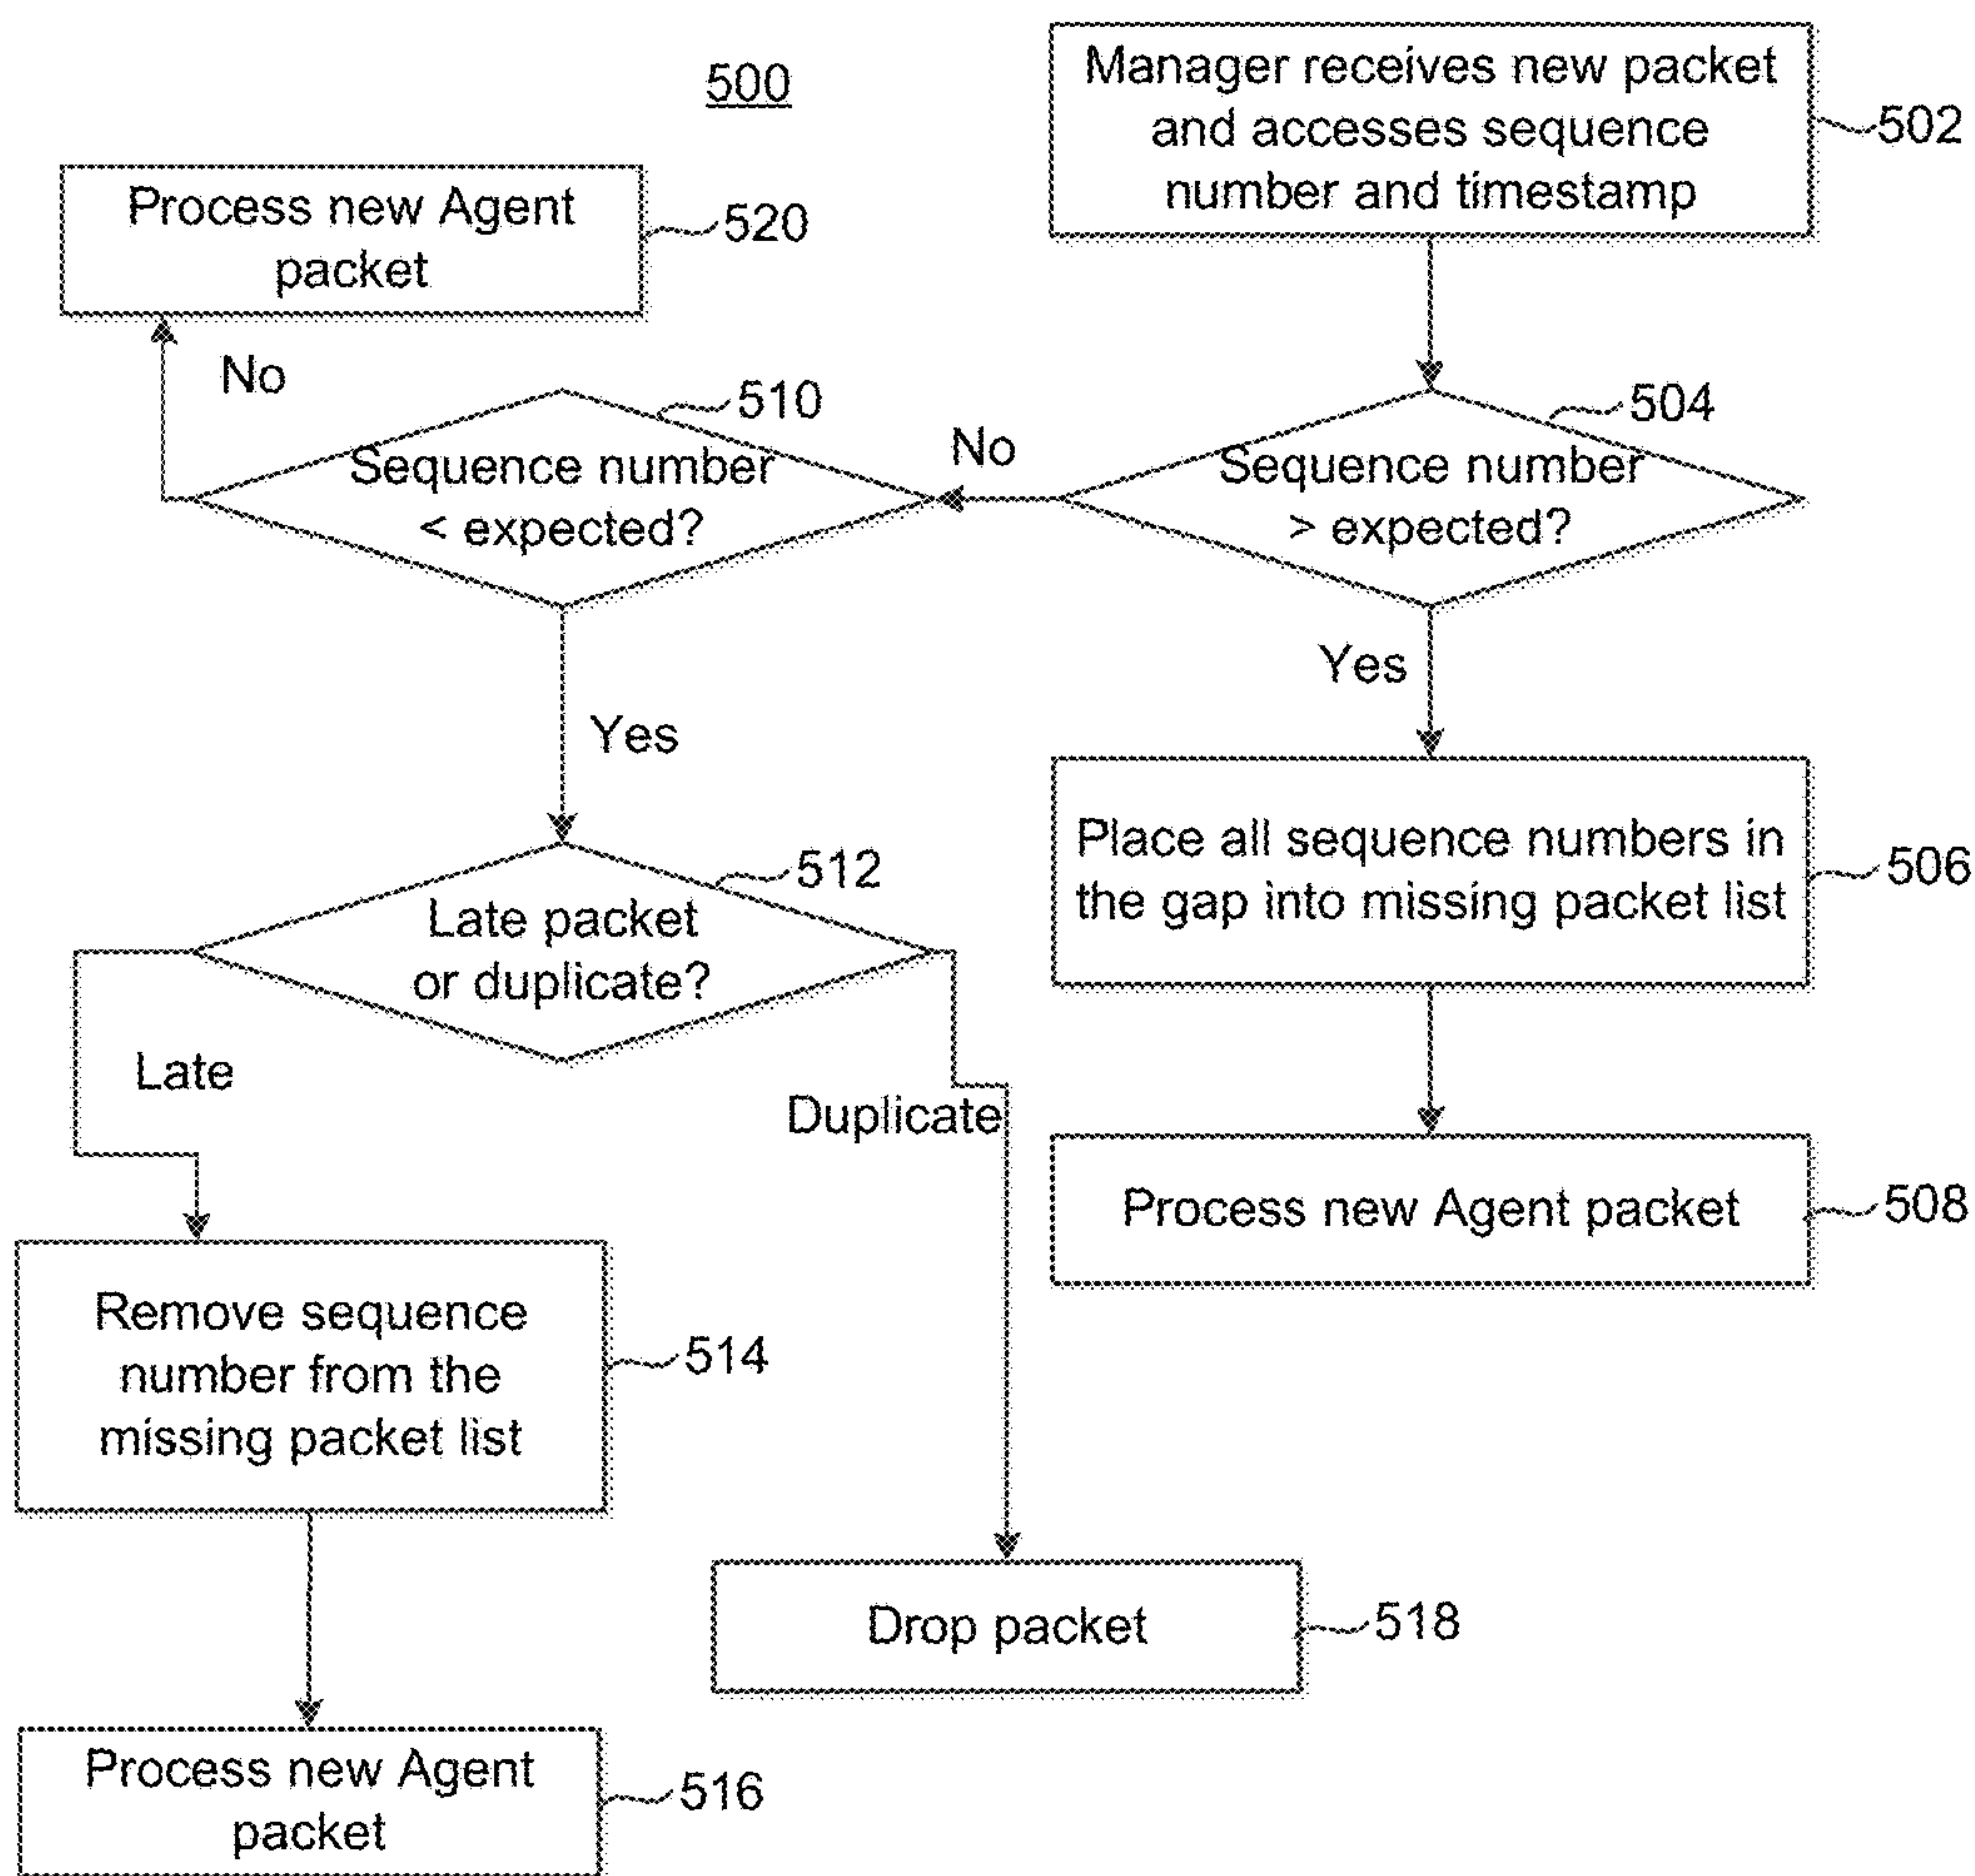 500
Manager receives new packet
and accesses sequence
number and timestamp
502
Process new Agent
packet
520
No
510
Sequence number
< expected?
No
504
Sequence number
> expected?
Yes
Yes
512
Late packet
or duplicate?
Place all sequence numbers in
the gap into missing packet list
506
Late
Duplicate
Process new Agent packet
508
Remove sequence
number from the
missing packet list
514
Drop packet
518
Process new Agent
packet
516